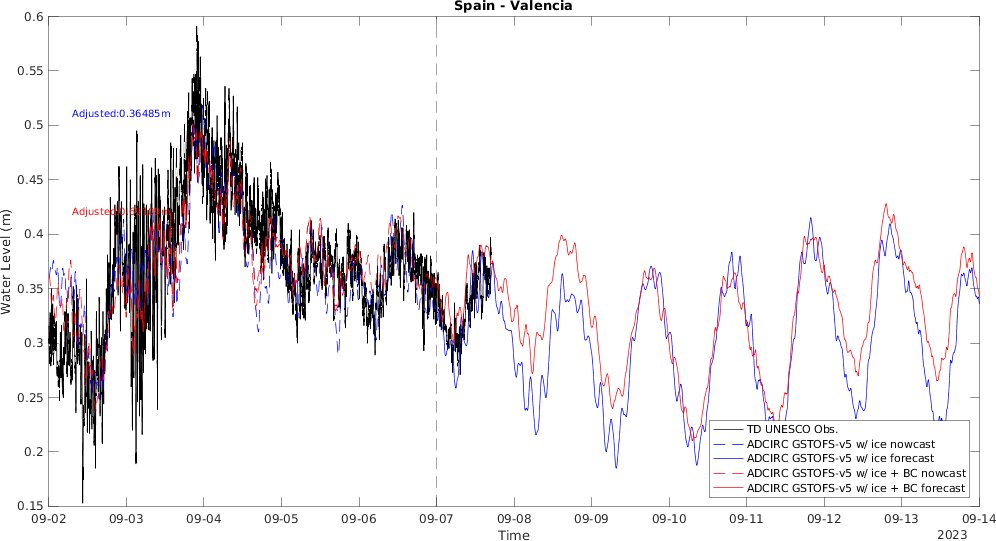 Spain - Valencia
0.6
0.55
0.5
0.45
0.4
0.35
0.3
0.25
0.2
0.15
Water Level (m)
Adjusted:0.36485m
Adjusted:
TD UNESCO Obs.
ADCIRC GSTOFS-v5 w/ ice nowcast
ADCIRC GSTOFS-v5 w/ ice forecast
ADCIRC GSTOFS-v5 w/ ice + BC nowcast
ADCIRC GSTOFS-v5 w/ ice + BC forecast
09-02 09-03 09-04 09-05 09-06 09-07 09-08 09-09 09-10 09-11 09-12 09-13 09-14
Time
2023